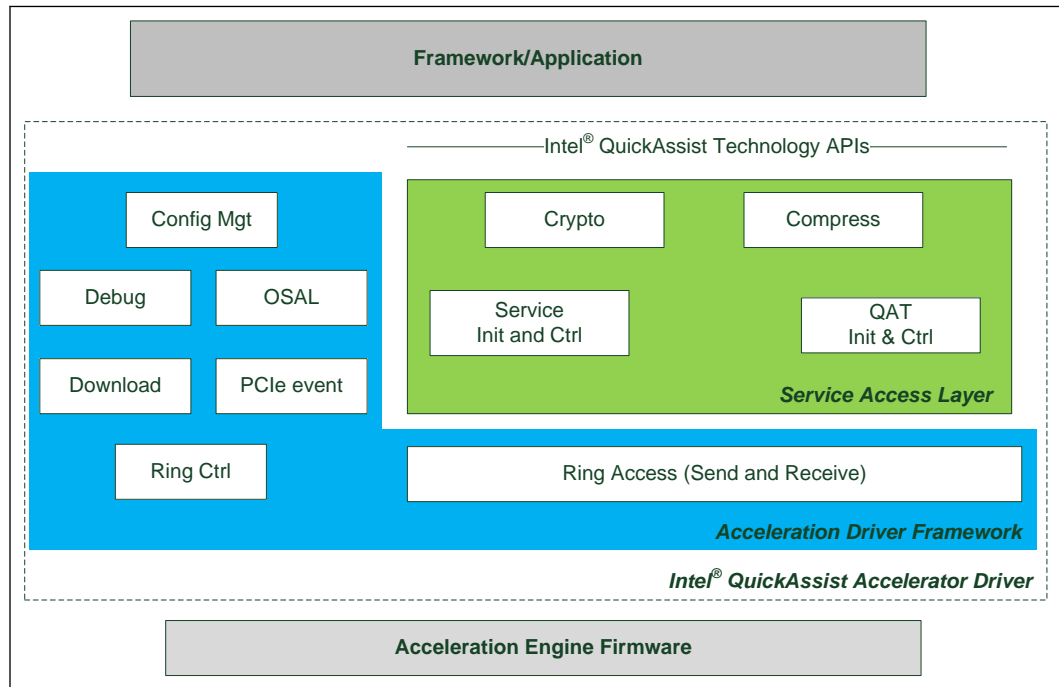 Framework/Application
Intel® QuickAssist Technology APIs
Config Mgt
Debug
OSAL
Download
PCIe event
Ring Ctrl
Crypto
Compress
Service
Init and Ctrl
QAT
Init & Ctrl
Service Access Layer
Ring Access (Send and Receive)
Acceleration Driver Framework
Intel® QuickAssist Accelerator Driver
Acceleration Engine Firmware